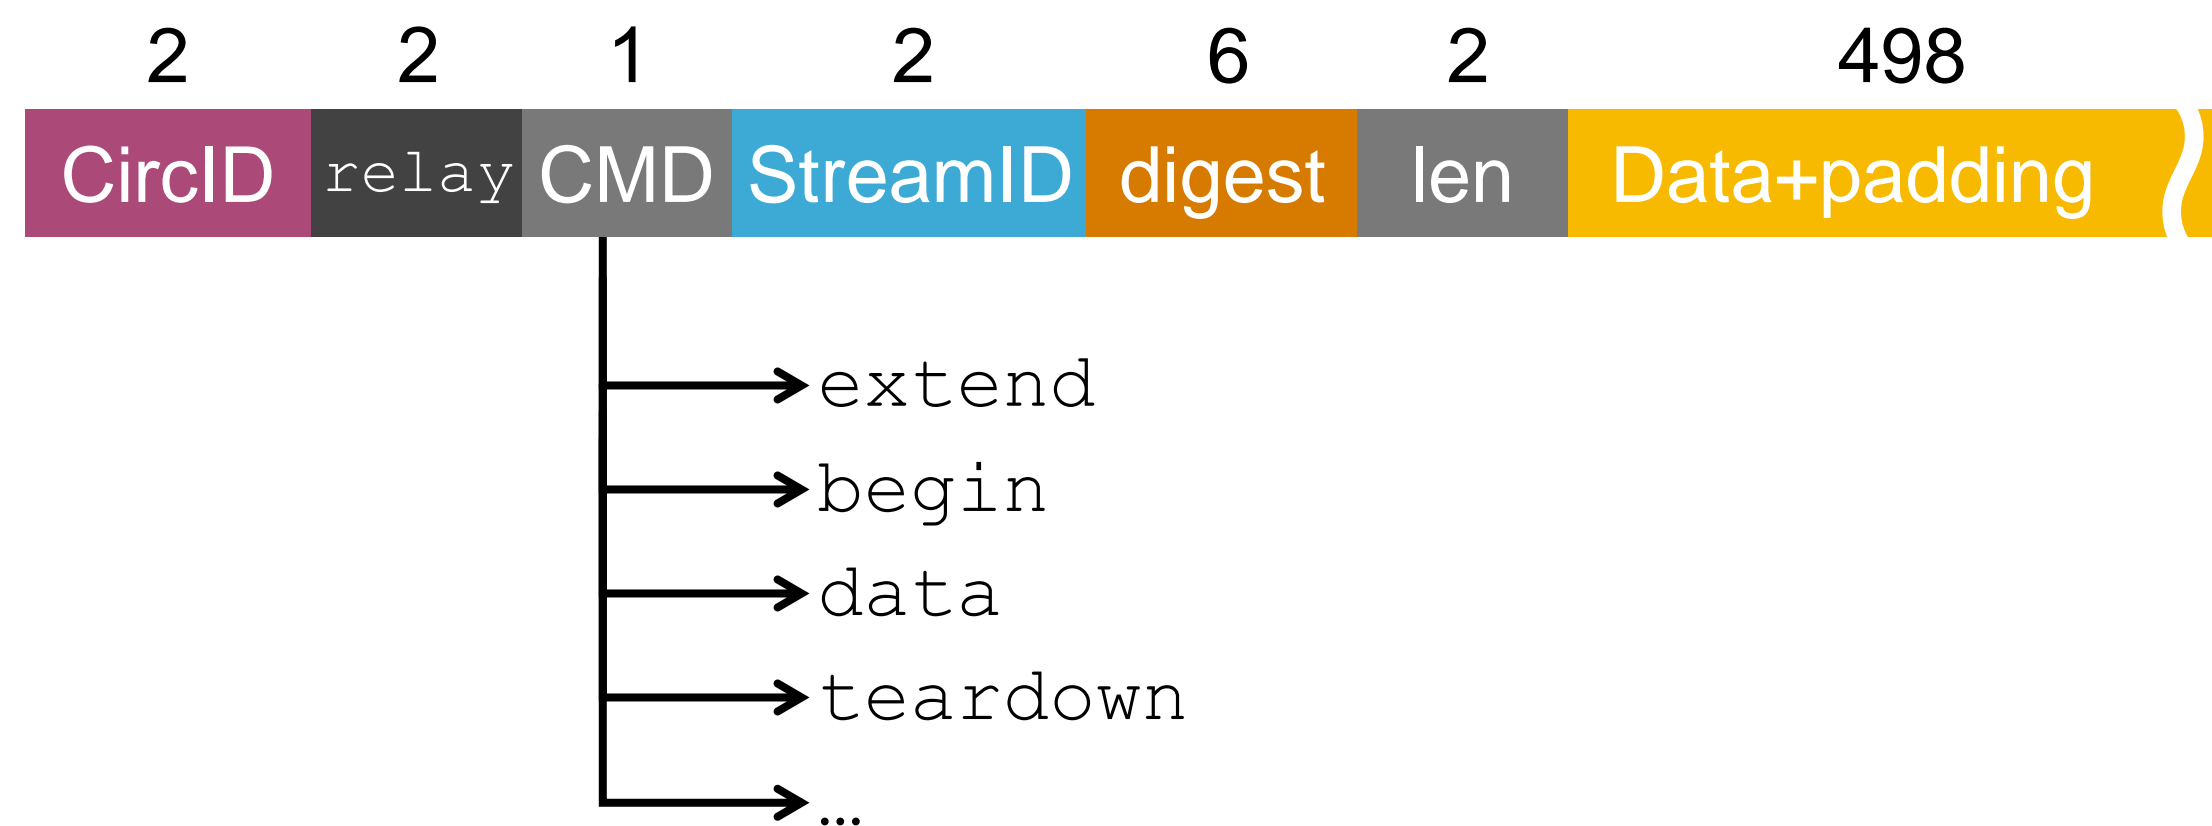 2 2 1 2 6 2 498
CircID relay CMD StreamID digest len Data+padding
extend
begin
data
teardown
...